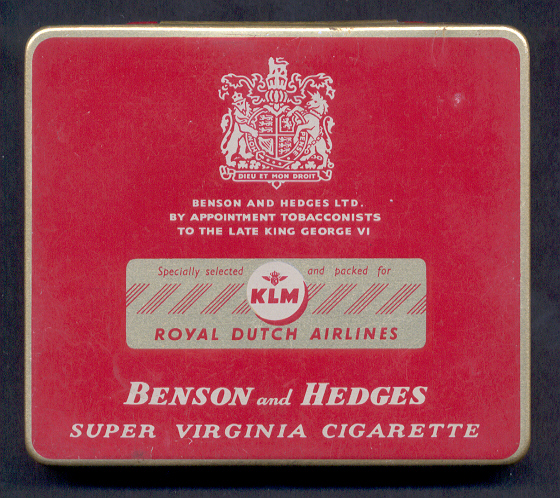 DIEU ET MON DROIT
BENSON AND HEDGES LTD.
BY APPOINTMENT TOBACCONISTS
TO THE LATE KING GEORGE VI
Specially selected and packed for
KLM
ROYAL DUTCH AIRLINES
BENSON and HEDGES
SUPER VIRGINIA CIGARETTE